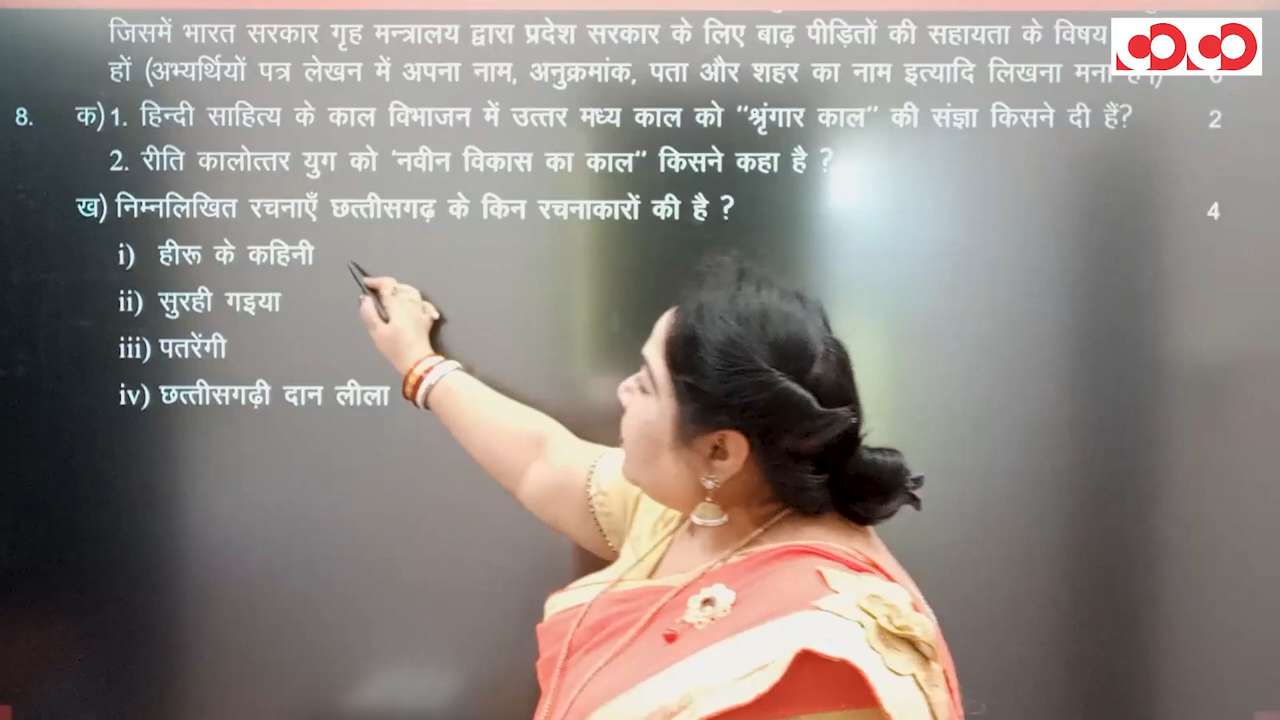 जिसमें भारत सरकार गृह मन्त्रालय द्वारा प्रदेश सरकार के लिए बाढ़ पीड़ितों की सहायता के विषय
हों (अभ्यर्थियों पत्र लेखन में अपना नाम, अनुक्रमांक, पता और शहर का नाम इत्यादि लिखना मना
8. क) 1. हिन्दी साहित्य के काल विभाजन में उत्तर मध्य काल को "श्रृंगार काल" की संज्ञा किसने दी हैं? 2
2. रीति कालोत्तर युग को 'नवीन विकास का काल" किसने कहा है ?
ख) निम्नलिखित रचनाएँ छत्तीसगढ़ के किन रचनाकारों की है ? 4
i) हीरू के कहिनी
ii) सुरही गइया
iii) पतरेंगी
iv) छत्तीसगढ़ी दान लीला